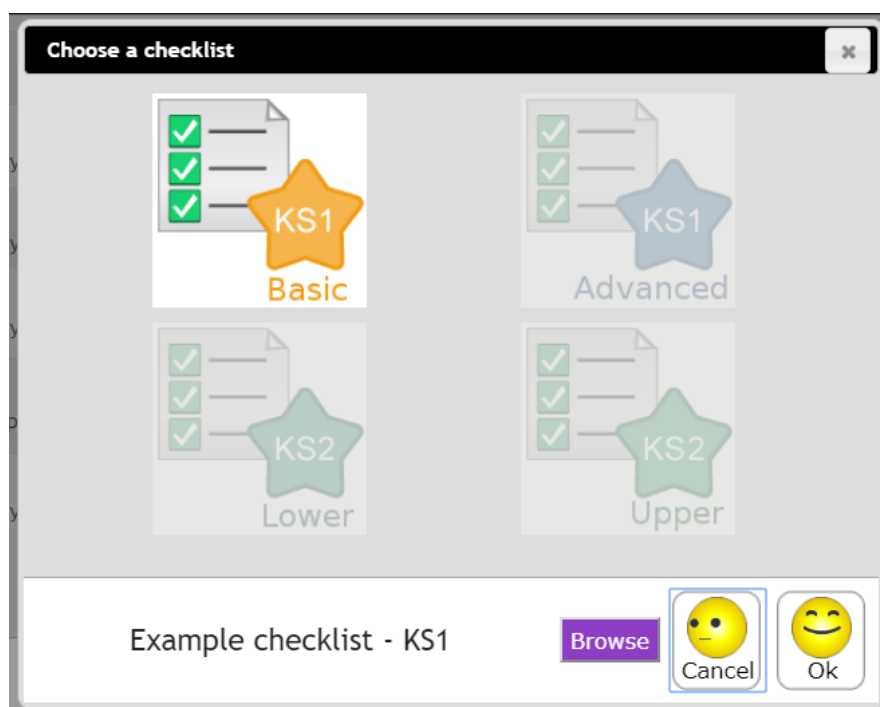 Choose a checklist
KS1
Basic
KS1
Advanced
KS2
Lower
KS2
Upper
Example checklist - KS1
Browse
Cancel
Ok